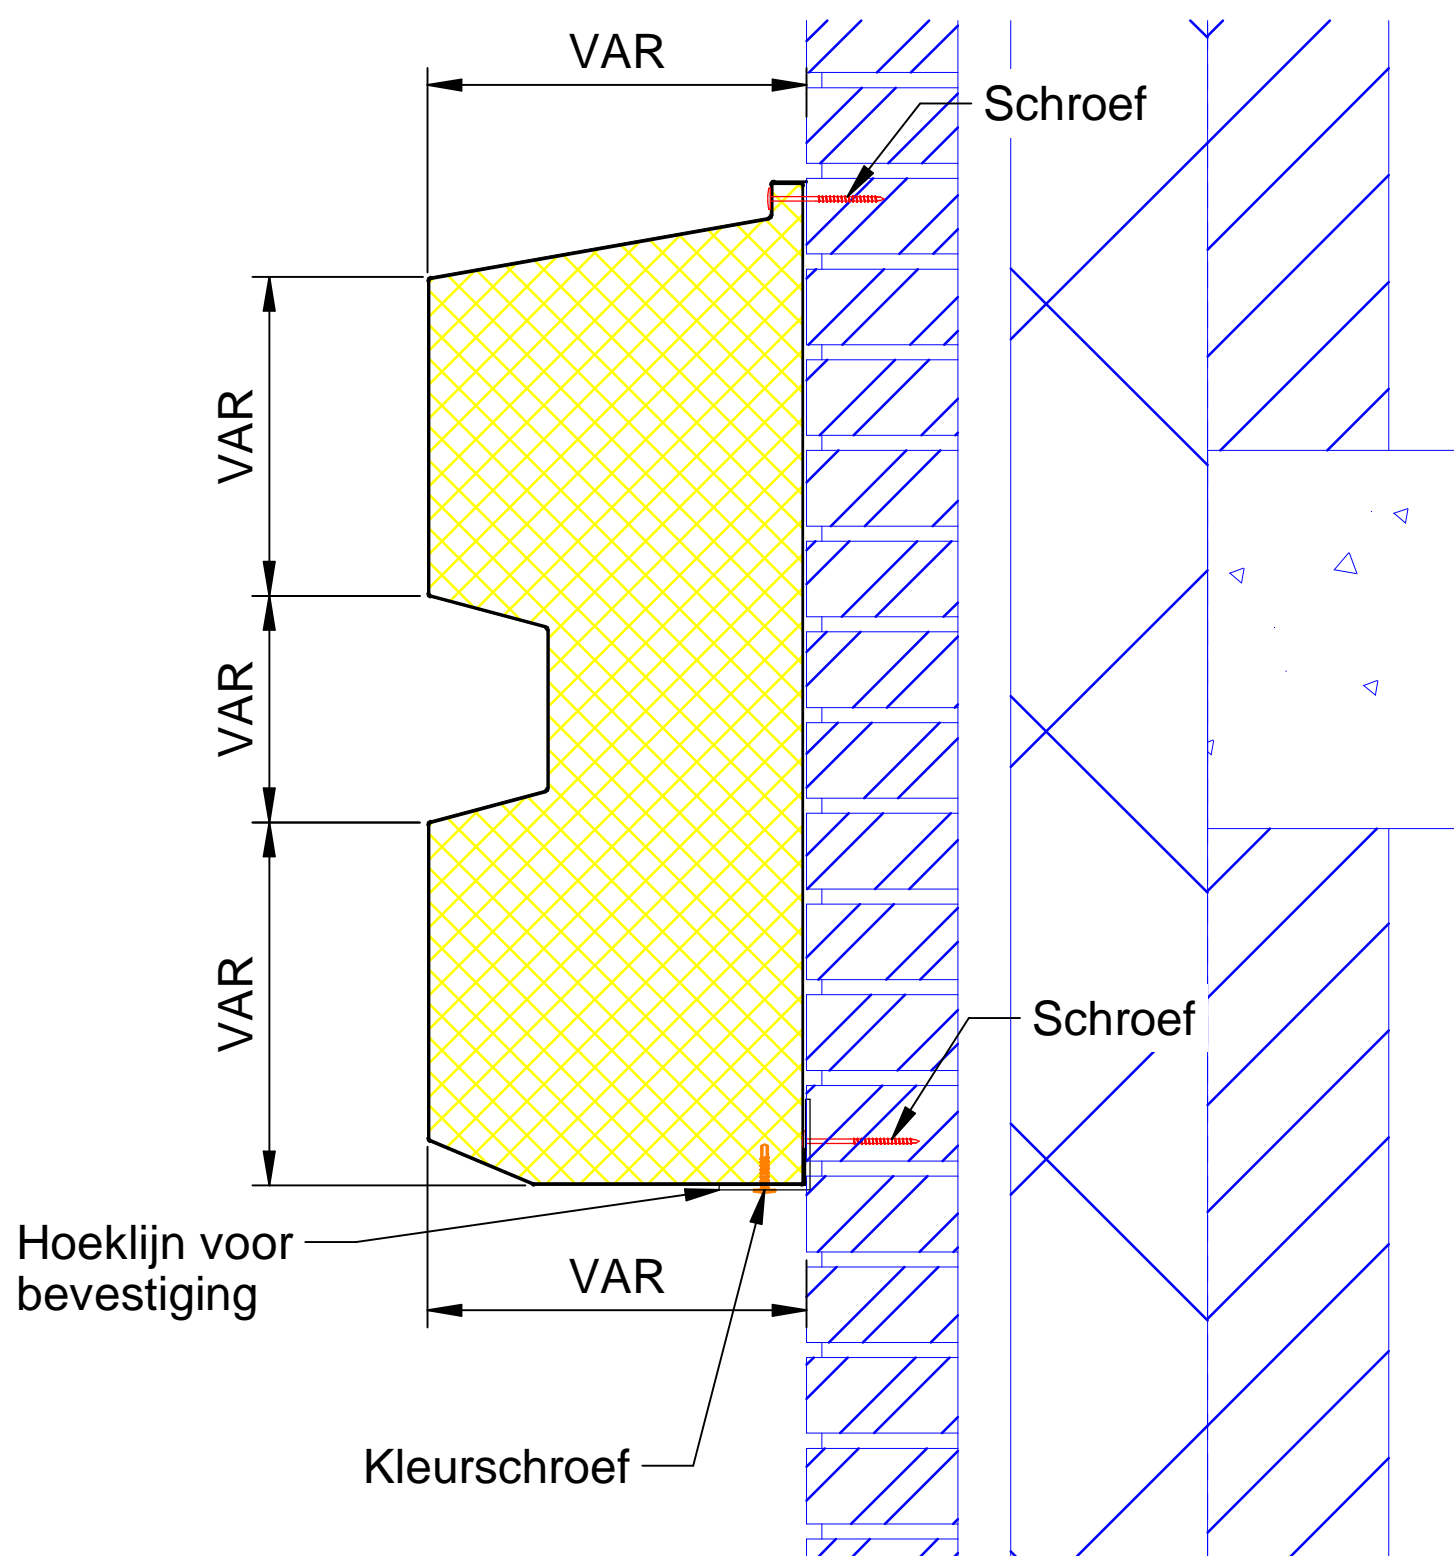 VAR
Schroef
VAR
VAR
VAR
Schroef
Hoeklijn voor
bevestiging
VAR
Kleurschroef